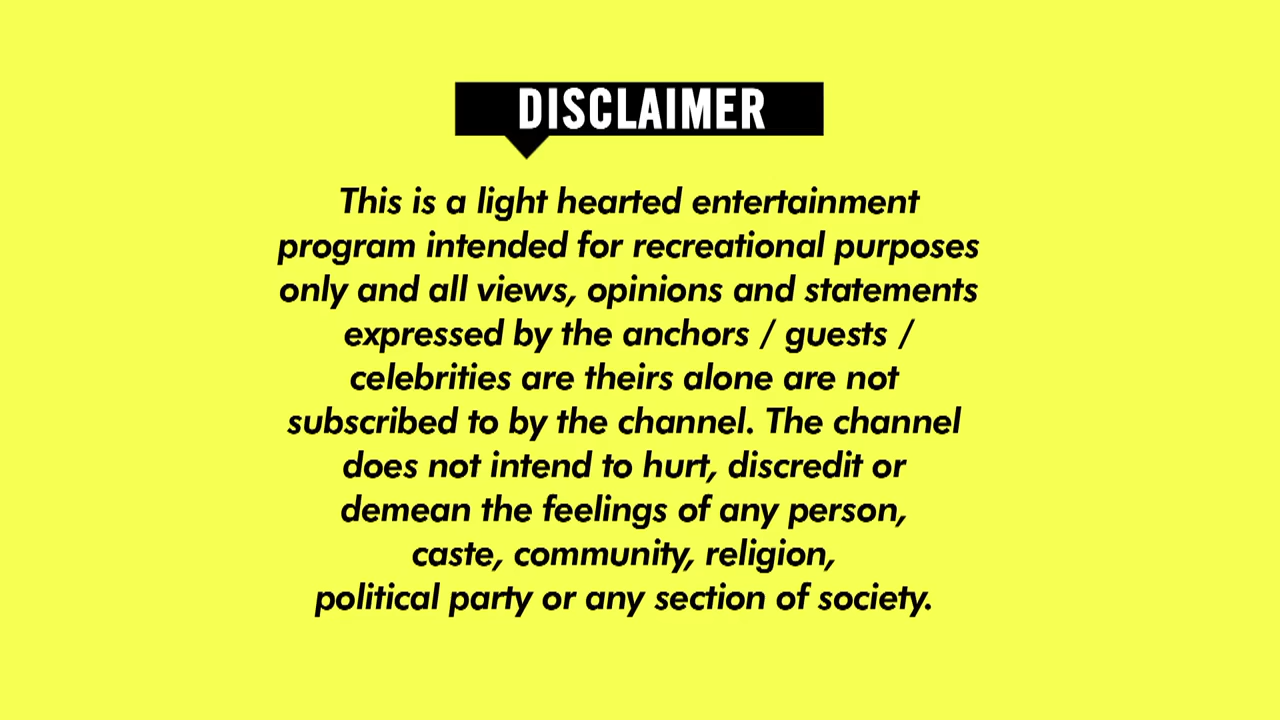 DISCLAIMER
This is a light hearted entertainment
program intended for recreational purposes
only and all views, opinions and statements
expressed by the anchors / guests /
celebrities are theirs alone are not
subscribed to by the channel. The channel
does not intend to hurt, discredit or
demean the feelings of any person,
caste, community, religion,
political party or any section of society.